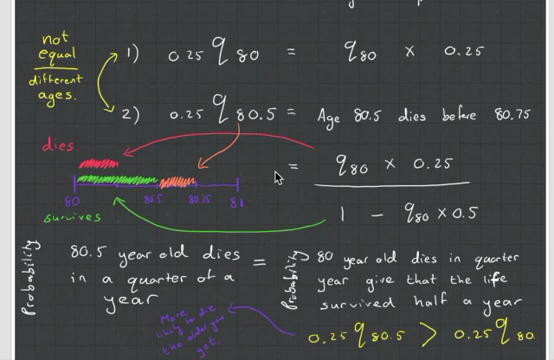 not
equal
different
ages.
1) 0.25 q 80 = q 80 x 0.25
2) 0.25 q 80.5 = Age 80.5 dies before 80.75
dies
= q80 x 0.25
1 - q80 x 0.5
80 80.5 80.75 81
survives
Probability
80.5 year old dies
in a quarter of a
year
=
Probability
80 year old dies in quarter
year give that the life
survived half a year
More
likely to die
the older you
get.
0.25 q 80.5 > 0.25 q 80